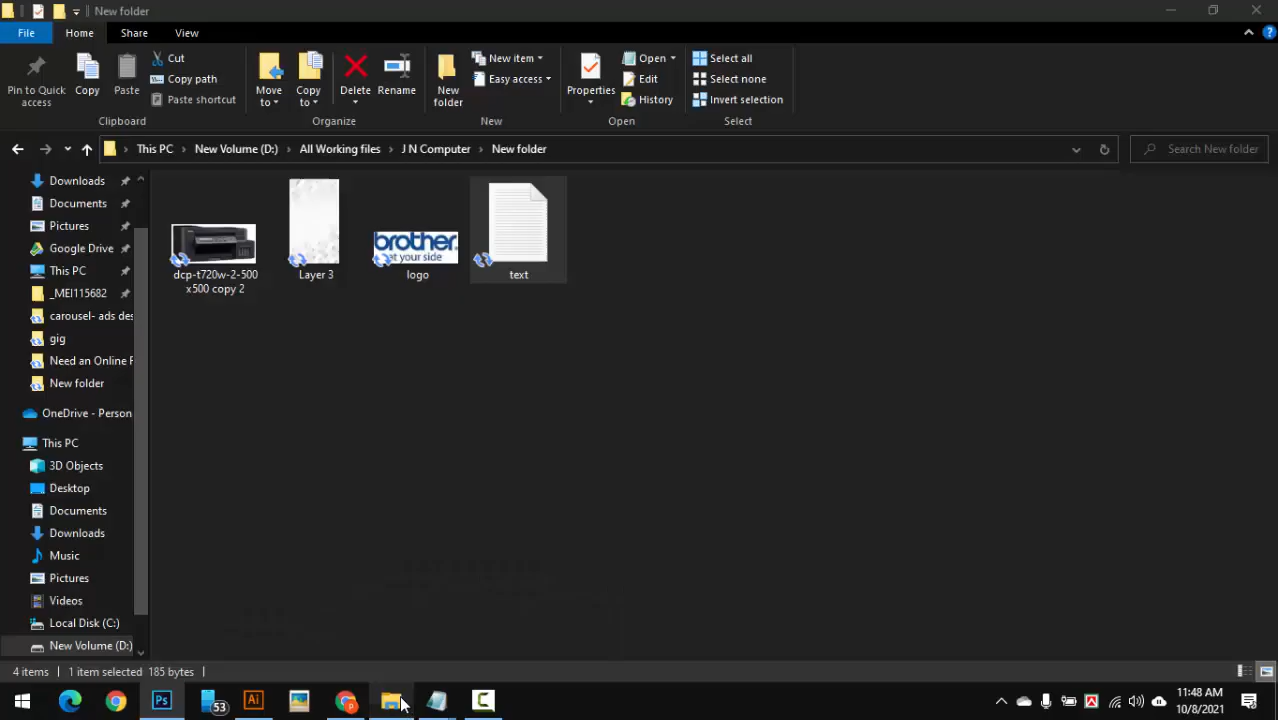 New folder
File
Home
Share
View
Pin to Quick access
Copy
Paste
Cut
Copy path
Paste shortcut
Clipboard
Move to
Copy to
Delete
Rename
Organize
New folder
New item
Easy access
New
Properties
Open
Edit
History
Open
Select all
Select none
Invert selection
Select
This PC
New Volume (D:)
All Working files
J N Computer
New folder
Search New folder
Downloads
Documents
Pictures
Google Drive
This PC
_MEI115682
carousel- ads des
gig
Need an Online F
New folder
OneDrive - Person
This PC
3D Objects
Desktop
Documents
Downloads
Music
Pictures
Videos
Local Disk (C:)
New Volume (D:)
brother.
at your side
dcp-t720w-2-500
x500 copy 2
Layer 3
logo
text
4 items
1 item selected 185 bytes
Ps
53
Ai
11:48 AM
10/8/2021